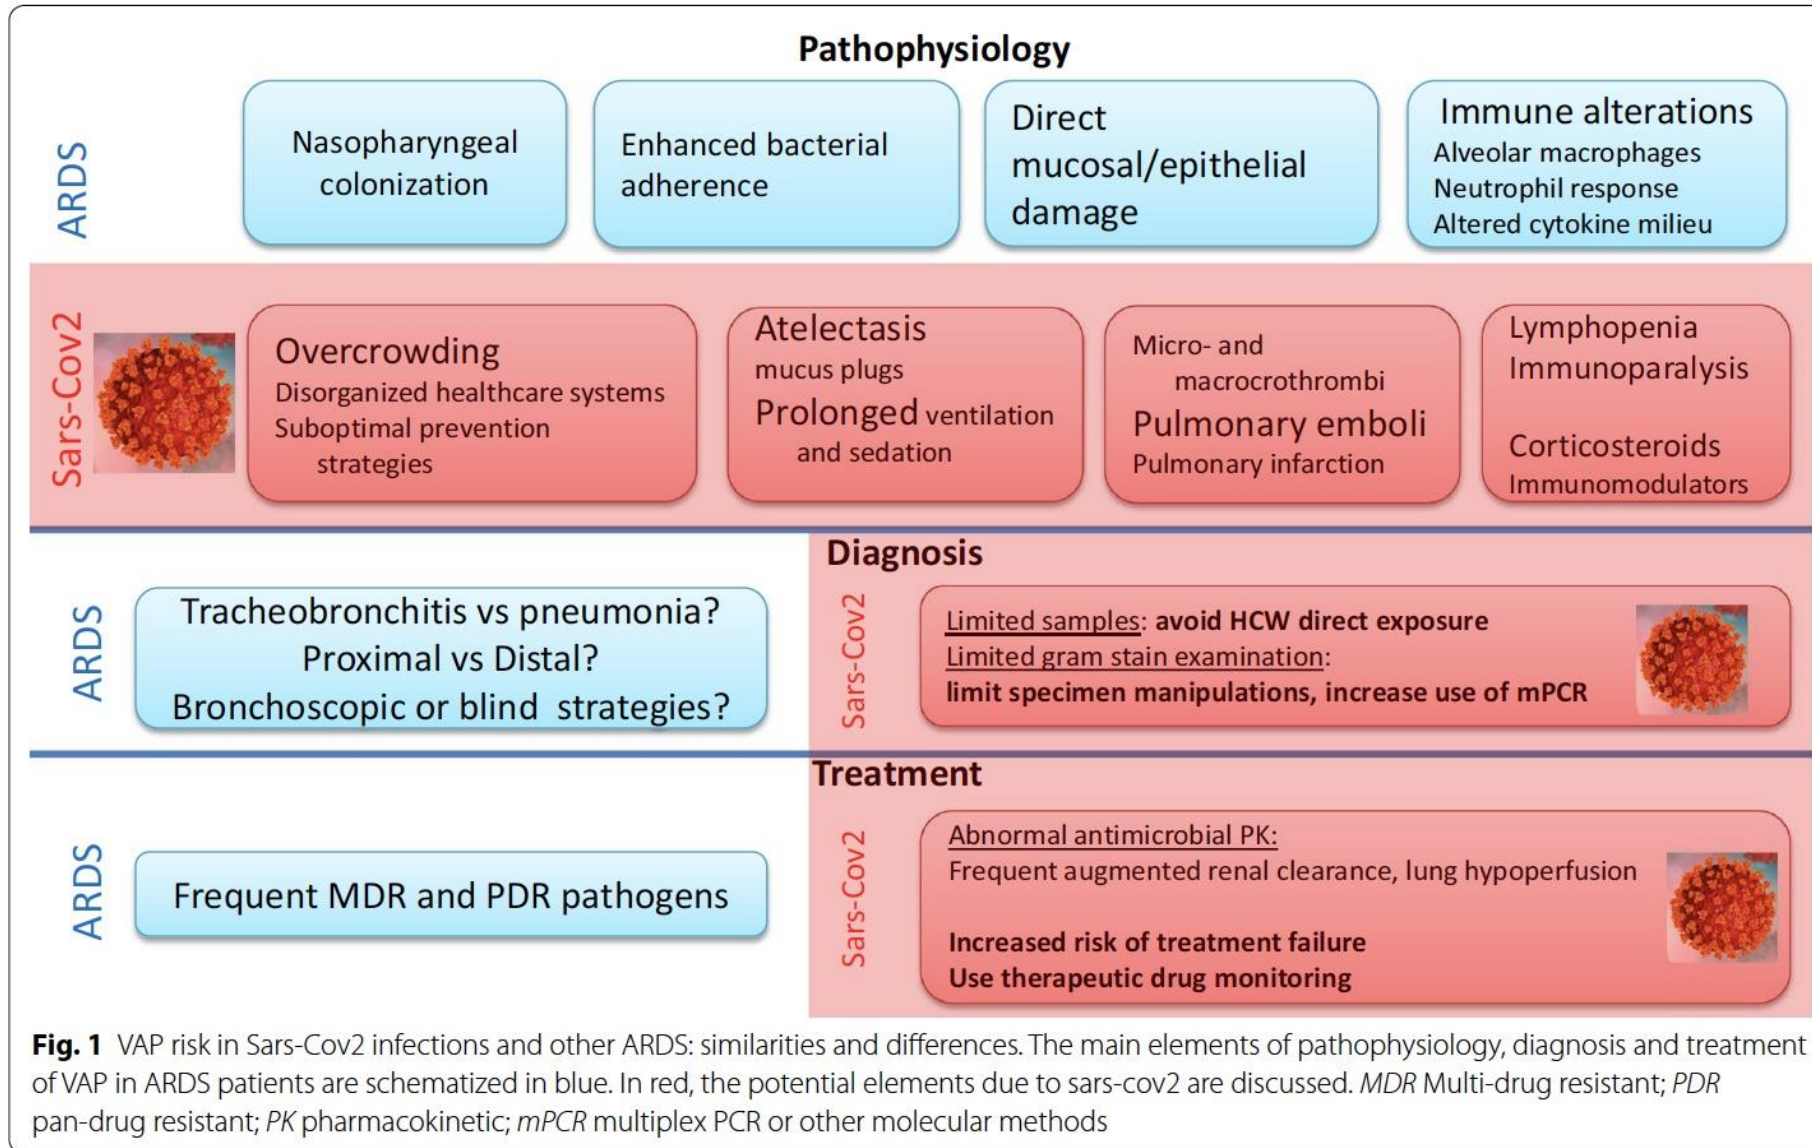 Pathophysiology
ARDS
Nasopharyngeal
colonization
Enhanced bacterial
adherence
Direct
mucosal/epithelial
damage
Immune alterations
Alveolar macrophages
Neutrophil response
Altered cytokine milieu
Sars-Cov2
Overcrowding
Disorganized healthcare systems
Suboptimal prevention
strategies
Atelectasis
mucus plugs
Prolonged ventilation
and sedation
Micro- and
macrocrothrombi
Pulmonary emboli
Pulmonary infarction
Lymphopenia
Immunoparalysis
Corticosteroids
Immunomodulators
Diagnosis
ARDS
Tracheobronchitis vs pneumonia?
Proximal vs Distal?
Bronchoscopic or blind strategies?
Sars-Cov2
Limited samples: avoid HCW direct exposure
Limited gram stain examination:
limit specimen manipulations, increase use of mPCR
Treatment
ARDS
Frequent MDR and PDR pathogens
Sars-Cov2
Abnormal antimicrobial PK:
Frequent augmented renal clearance, lung hypoperfusion
Increased risk of treatment failure
Use therapeutic drug monitoring
Fig. 1 VAP risk in Sars-Cov2 infections and other ARDS: similarities and differences. The main elements of pathophysiology, diagnosis and treatment
of VAP in ARDS patients are schematized in blue. In red, the potential elements due to sars-cov2 are discussed. MDR Multi-drug resistant; PDR
pan-drug resistant; PK pharmacokinetic; mPCR multiplex PCR or other molecular methods